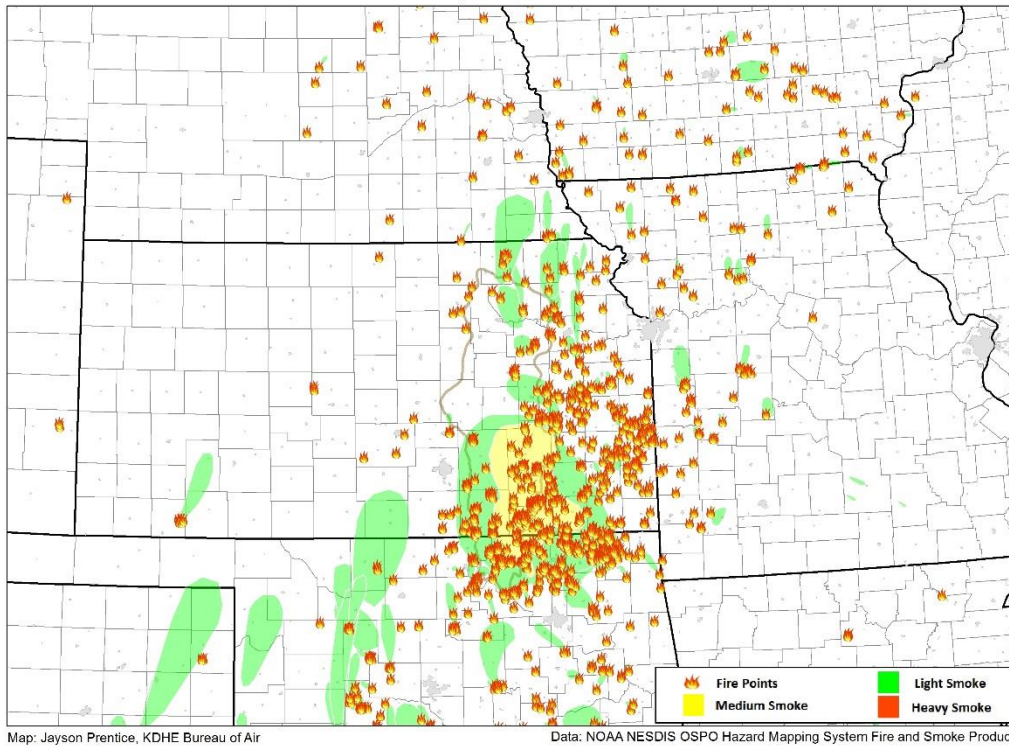 Fire Points
Light Smoke
Medium Smoke
Heavy Smoke
Map: Jayson Prentice, KDHE Bureau of Air
Data: NOAA NESDIS OSPO Hazard Mapping System Fire and Smoke Produc